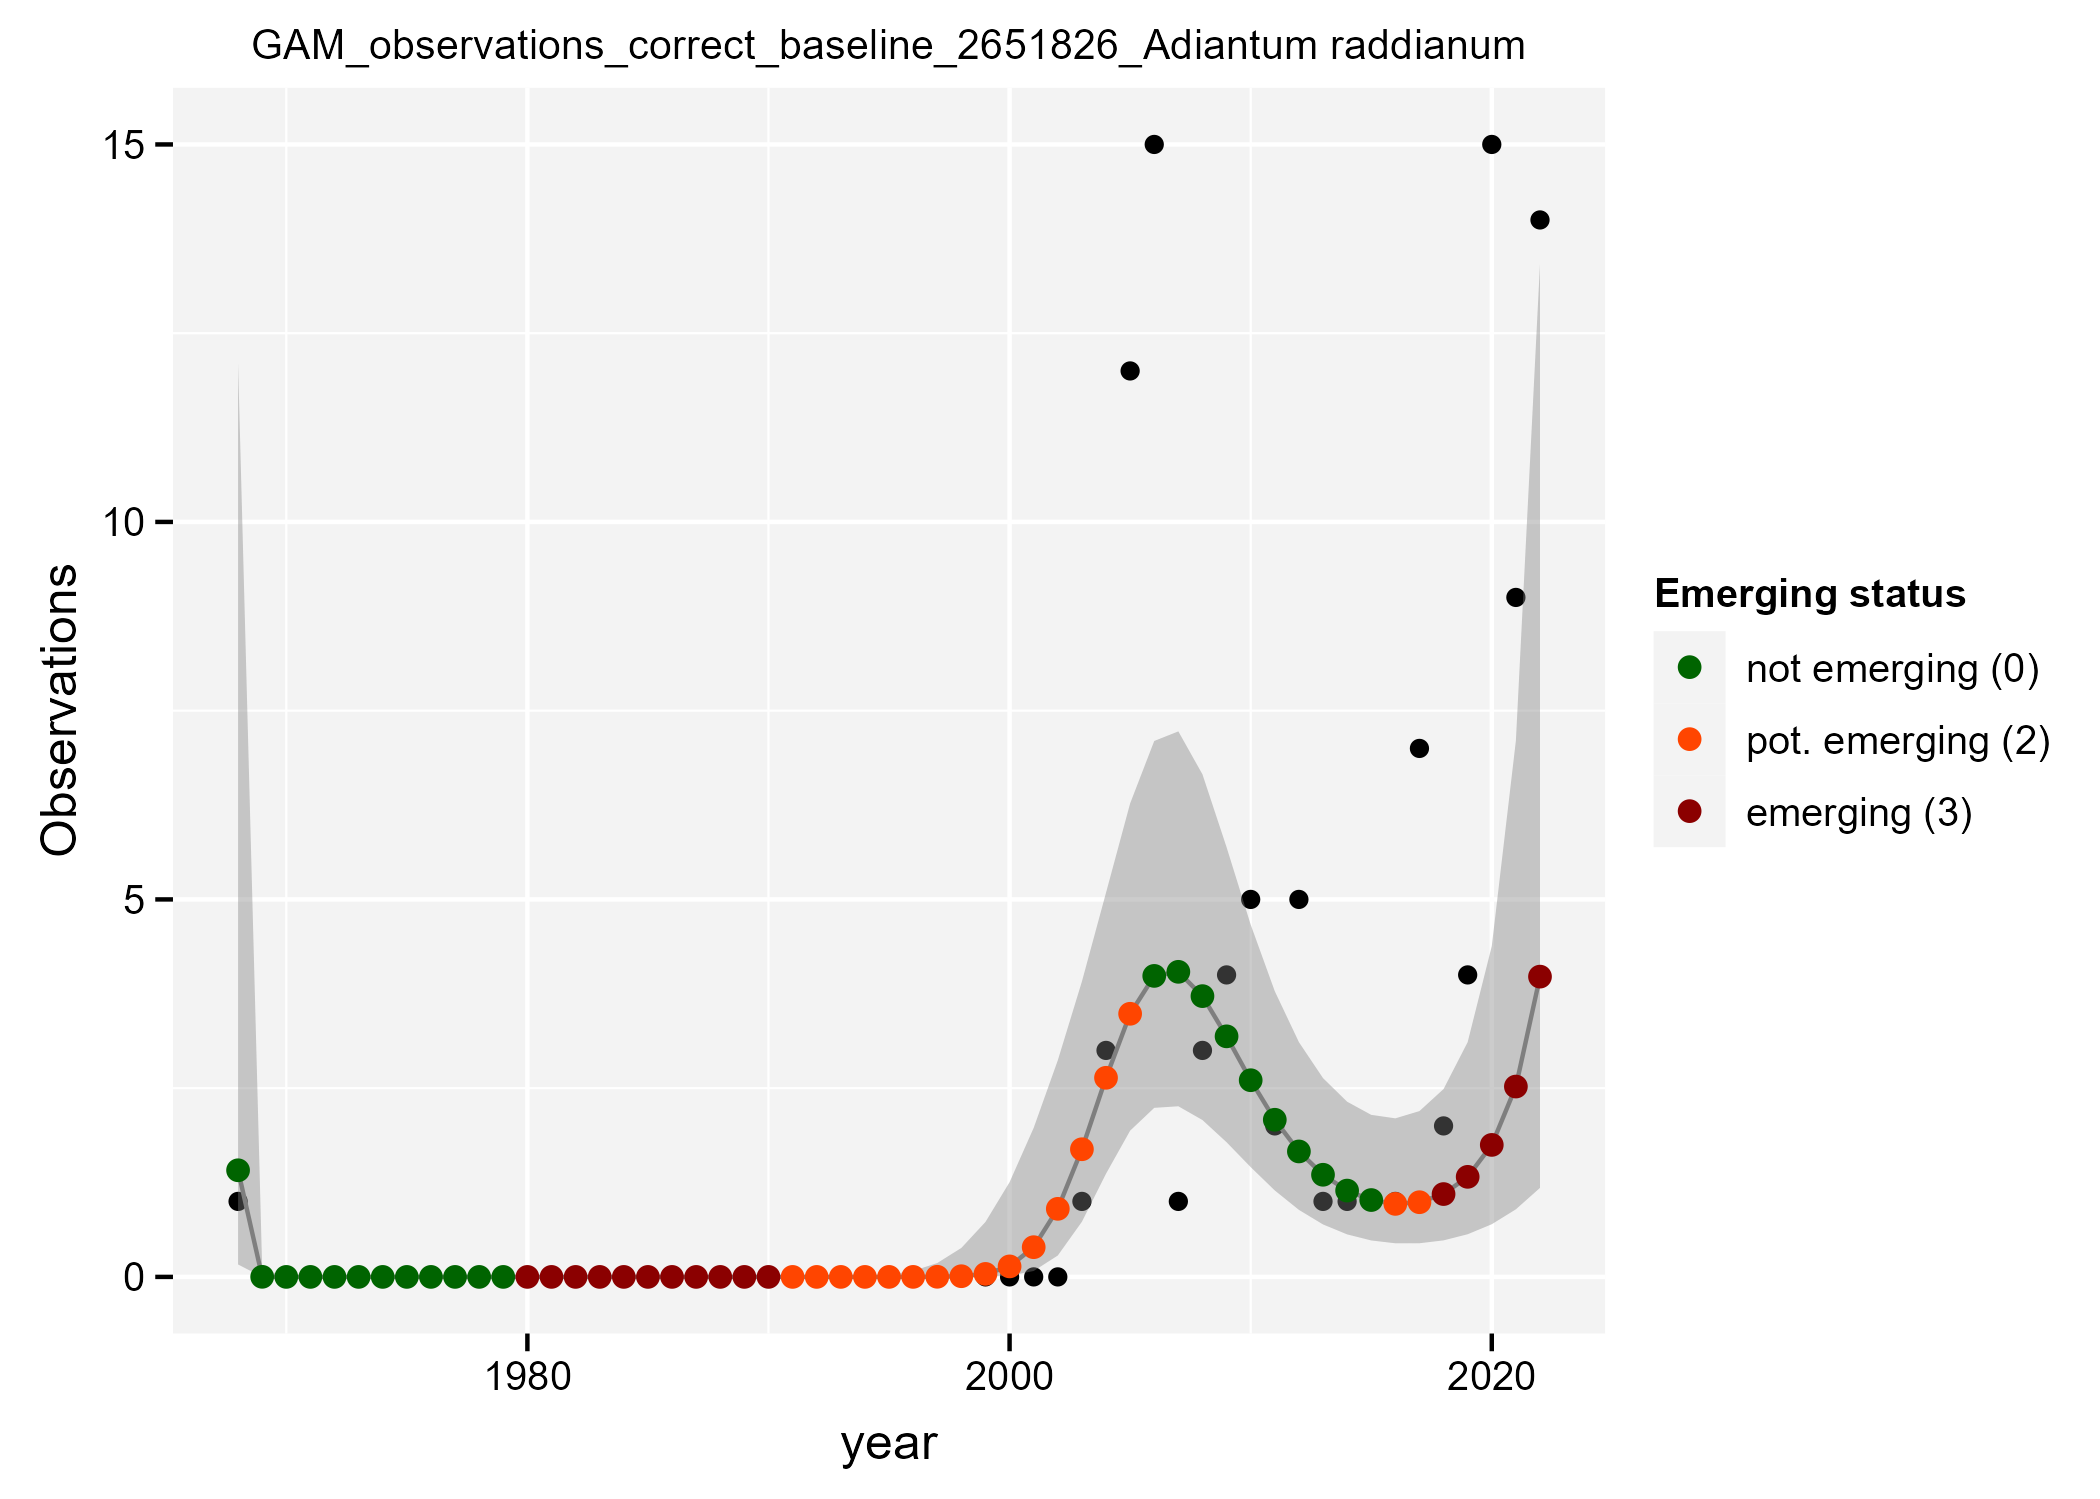 GAM_observations_correct_baseline_2651826_Adiantum raddianum
15
10
5
0
Observations
1980
2000
2020
year
Emerging status
not emerging (0)
pot. emerging (2)
emerging (3)